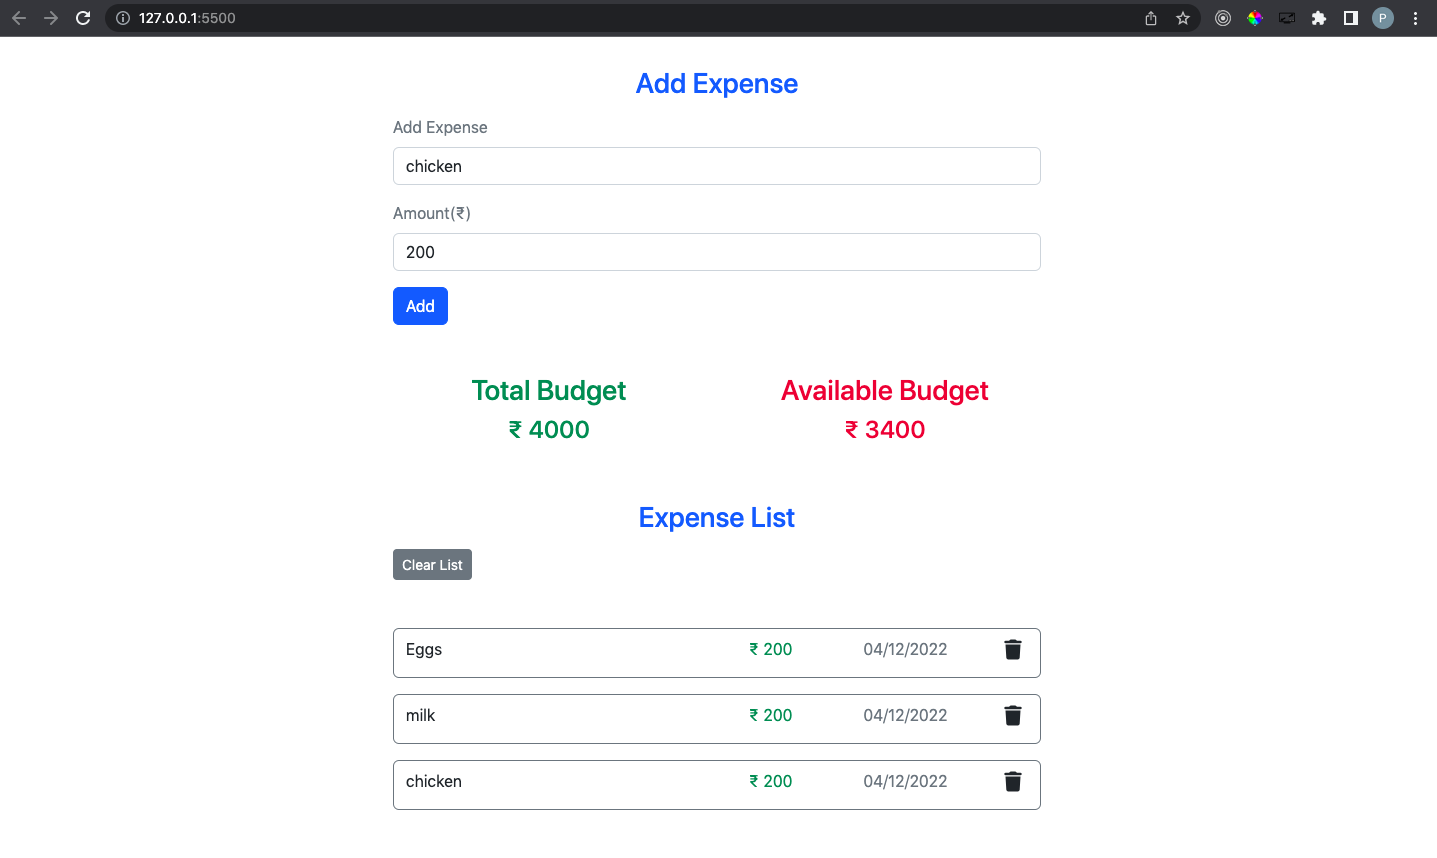 127.0.0.1:5500
P
Add Expense
Add Expense
chicken
Amount(₹)
200
Add
Total Budget Available Budget
₹ 4000 ₹ 3400
Expense List
Clear List
Eggs ₹ 200 04/12/2022
milk ₹ 200 04/12/2022
chicken ₹ 200 04/12/2022